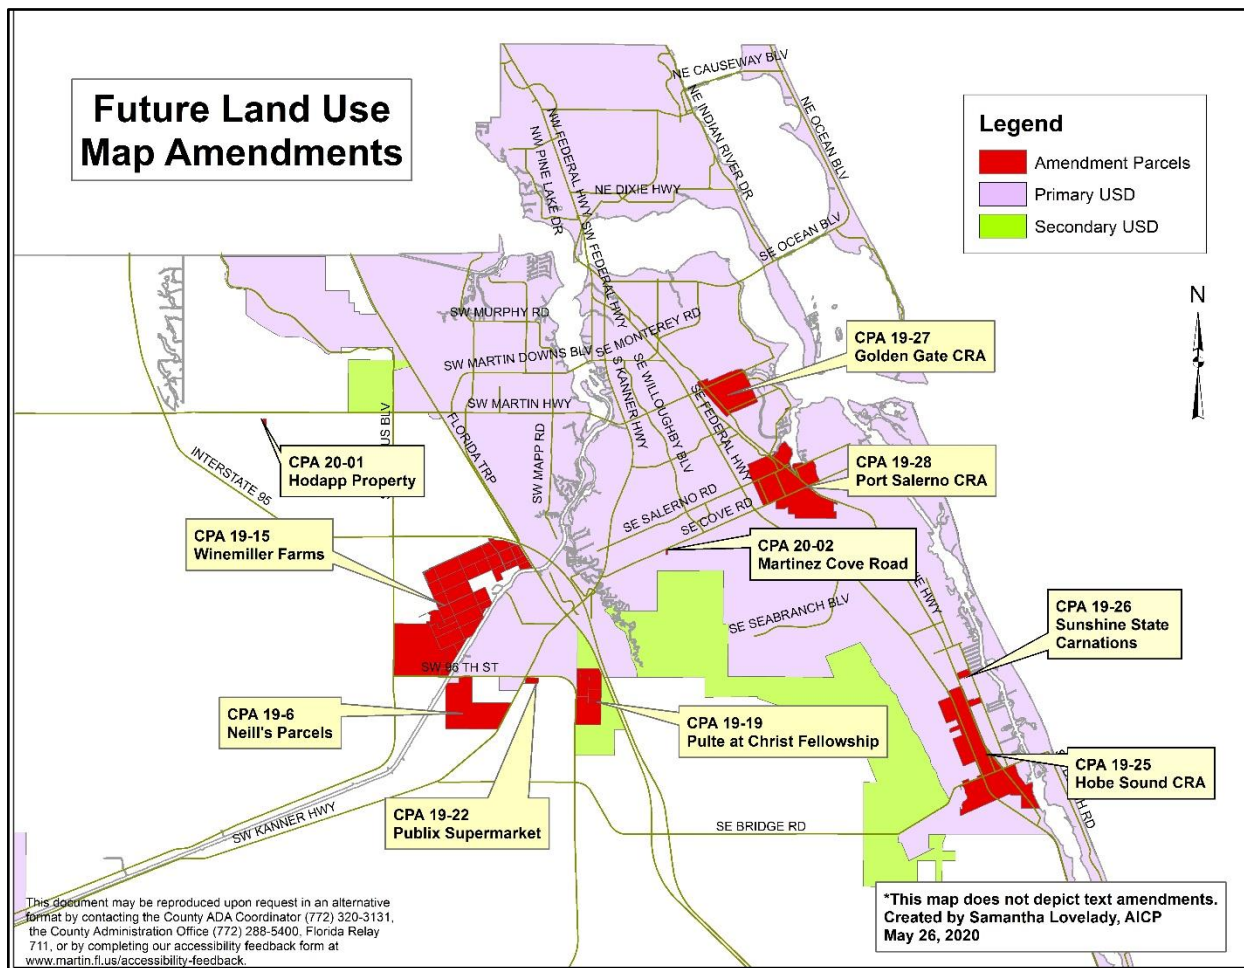 Future Land Use
Map Amendments
Legend
Amendment Parcels
Primary USD
Secondary USD
N
NE CAUSEWAY BLV
NE INDIAN RIVER DR
NE OCEAN BLV
NW FEDERAL HWY
NW PINE LAKE DR
NE DIXIE HWY
SE OCEAN BLV
SW FEDERAL HWY
SW MURPHY RD
SE MONTEREY RD
SW MARTIN DOWNS BLV
S KANNER HWY
SE WILLOUGHBY BLV
SE FEDERAL HWY
SW MARTIN HWY
FLORIDA TRP
SW MAPP RD
INTERSTATE 95
US BLV
SE SALERNO RD
SE COVE RD
SE SEABRANCH BLV
IE HWY
SW 96 TH ST
SW KANNER HWY
SE BRIDGE RD
H RD
CPA 19-27
Golden Gate CRA
CPA 20-01
Hodapp Property
CPA 19-28
Port Salerno CRA
CPA 19-15
Winemiller Farms
CPA 20-02
Martinez Cove Road
CPA 19-26
Sunshine State
Carnations
CPA 19-6
Neill's Parcels
CPA 19-19
Pulte at Christ Fellowship
CPA 19-25
Hobe Sound CRA
CPA 19-22
Publix Supermarket
This document may be reproduced upon request in an alternative
format by contacting the County ADA Coordinator (772) 320-3131,
the County Administration Office (772) 288-5400, Florida Relay
711, or by completing our accessibility feedback form at
www.martin.fl.us/accessibility-feedback.
*This map does not depict text amendments.
Created by Samantha Lovelady, AICP
May 26, 2020